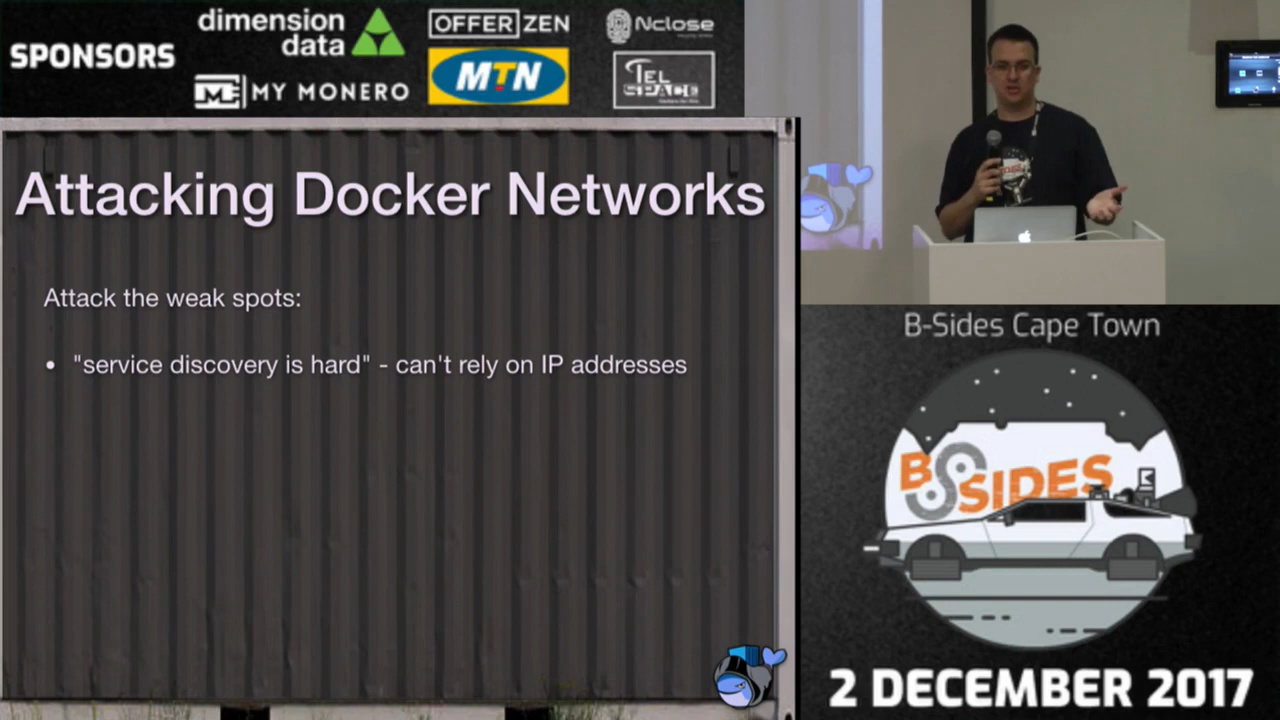 SPONSORS
dimension
data
MY MONERO
OFFERZEN
MTN
Nclose
TEL
SPACE
Attacking Docker Networks
Attack the weak spots:
• "service discovery is hard" - can't rely on IP addresses
B-Sides Cape Town
BSIDES
2 DECEMBER 2017